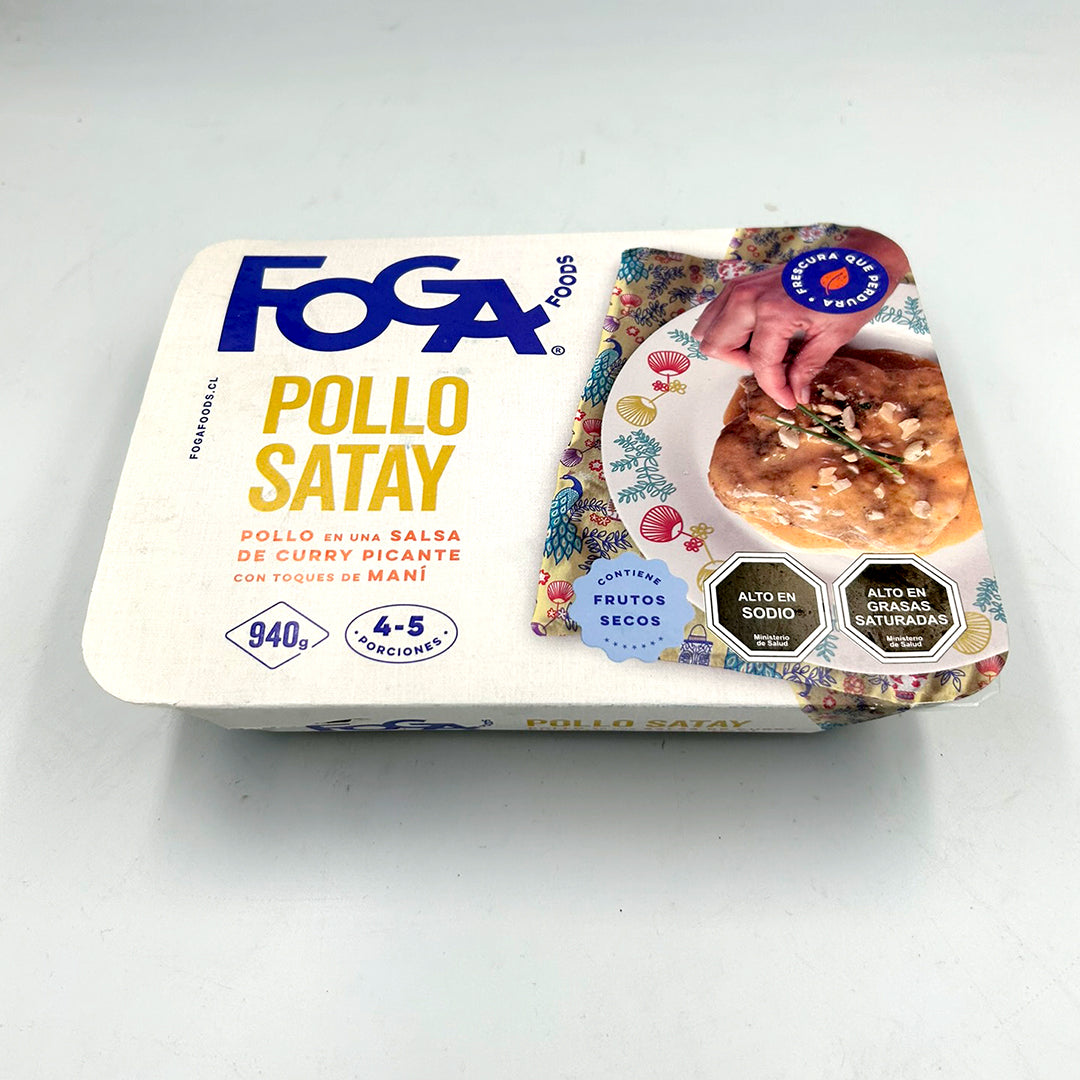 FOGA FOODS ®
FOGAFOODS.CL
POLLO
SATAY
POLLO EN UNA SALSA
DE CURRY PICANTE
CON TOQUES DE MANÍ
940g
4-5
PORCIONES
FRESCURA QUE PERDURA
CONTIENE
FRUTOS
SECOS
ALTO EN
SODIO
Ministerio
de Salud
ALTO EN
GRASAS
SATURADAS
Ministerio
de Salud
FOGA
POLLO SATAY